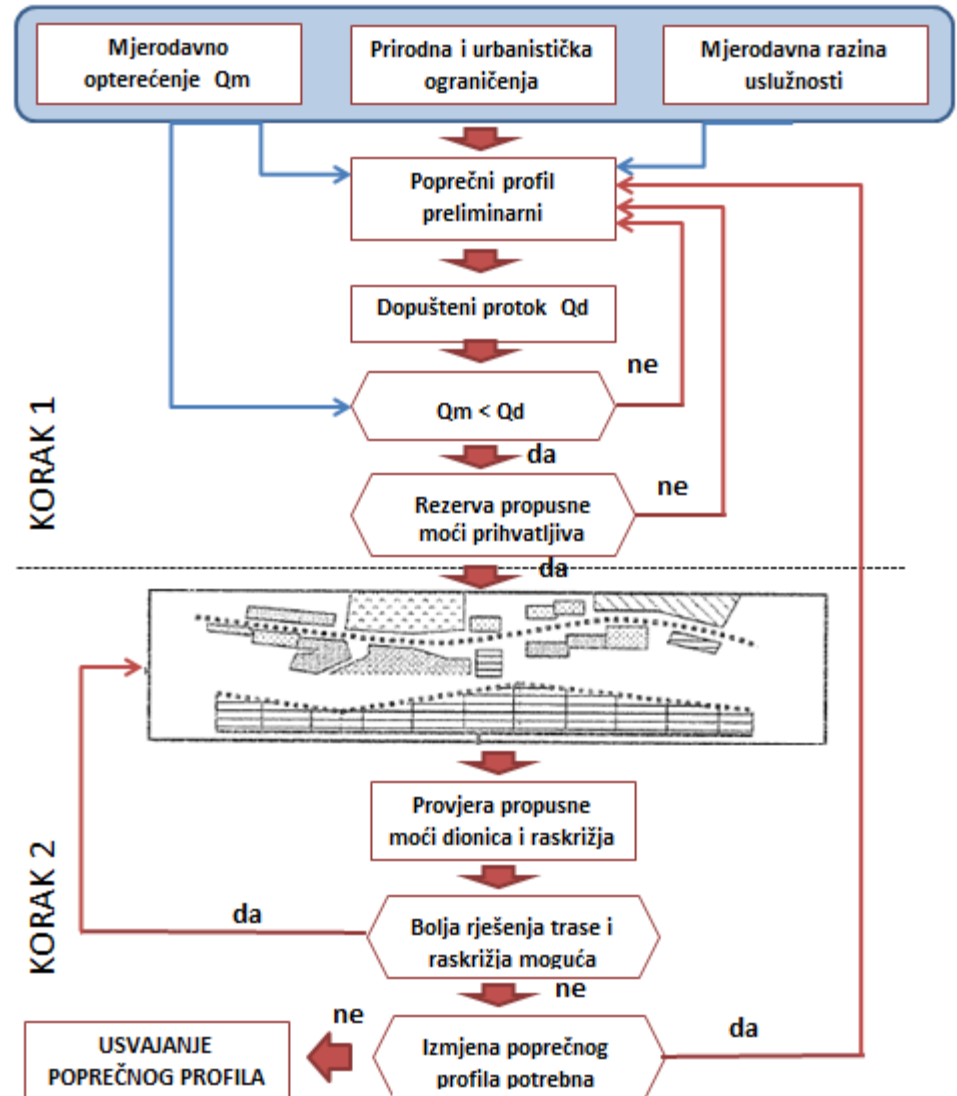 Mjerodavno
opterećenje Qm
Prirodna i urbanistička
ograničenja
Mjerodavna razina
uslužnosti
Poprečni profil
preliminarni
Dopušteni protok Qd
ne
Qm < Qd
da
ne
Rezerva propusne
moći prihvatljiva
da
KORAK 1
Provjera propusne
moći dionica i raskrižja
da
Bolja rješenja trase i
raskrižja moguća
ne
KORAK 2
ne
da
Izmjena poprečnog
profila potrebna
USVAJANJE
POPREČNOG PROFILA